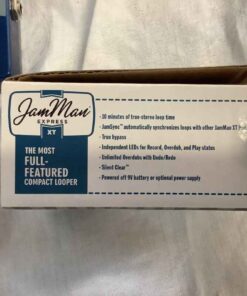 JamMan
EXPRESS
XT
THE MOST
FULL-
FEATURED
COMPACT LOOPER
· 10 minutes of true-stereo loop time
· JamSync™ automatically synchronizes loops with other JamMan XT
· True bypass
· Independent LEDs for Record, Overdub, and Play status
· Unlimited Overdubs with Undo/Redo
· Silent Clear™
· Powered off 9V battery or optional power supply